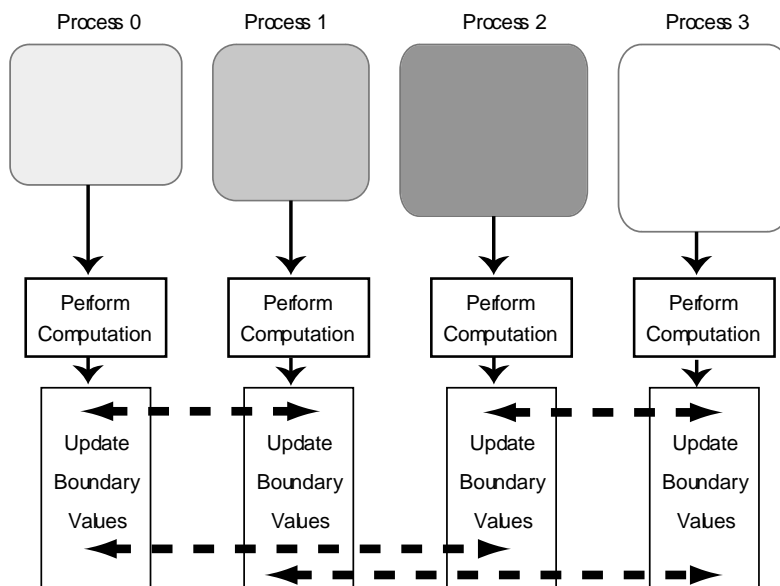 Process 0
Process 1
Process 2
Process 3
Perform
Computation
Perform
Computation
Perform
Computation
Perform
Computation
Update
Boundary
Values
Update
Boundary
Values
Update
Boundary
Values
Update
Boundary
Values